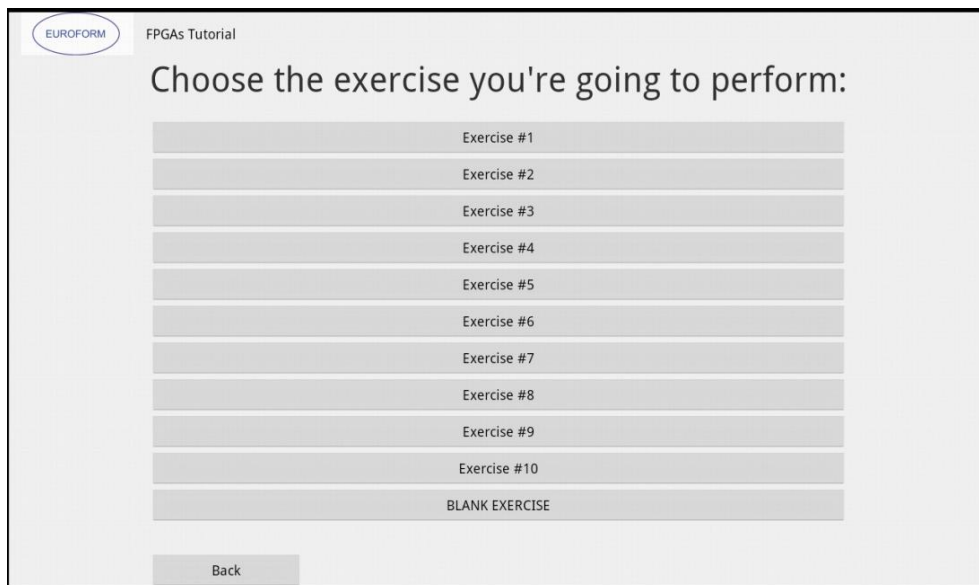 EUROFORM
FPGAs Tutorial
Choose the exercise you're going to perform:
Exercise #1
Exercise #2
Exercise #3
Exercise #4
Exercise #5
Exercise #6
Exercise #7
Exercise #8
Exercise #9
Exercise #10
BLANK EXERCISE
Back